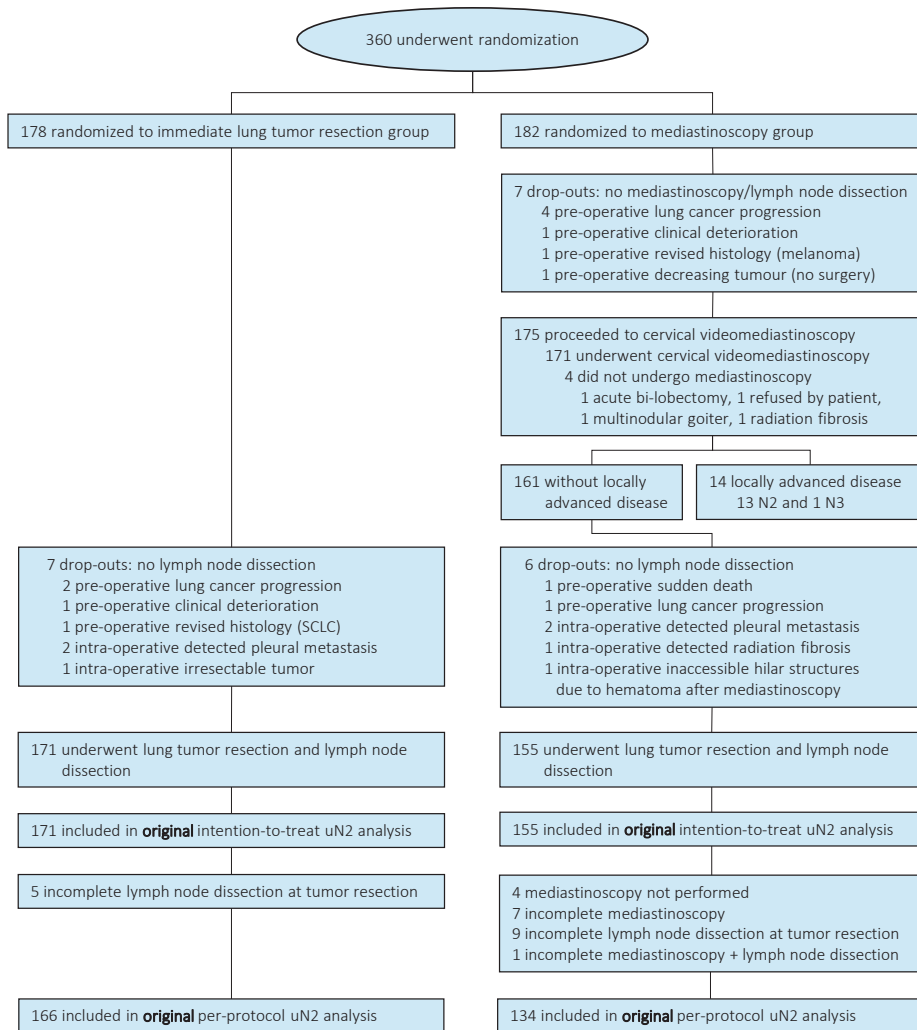 360 underwent randomization
178 randomized to immediate lung tumor resection group
182 randomized to mediastinoscopy group
7 drop-outs: no mediastinoscopy/lymph node dissection
4 pre-operative lung cancer progression
1 pre-operative clinical deterioration
1 pre-operative revised histology (melanoma)
1 pre-operative decreasing tumour (no surgery)
175 proceeded to cervical videomediastinoscopy
171 underwent cervical videomediastinoscopy
4 did not undergo mediastinoscopy
1 acute bi-lobectomy, 1 refused by patient,
1 multinodular goiter, 1 radiation fibrosis
161 without locally
advanced disease
14 locally advanced disease
13 N2 and 1 N3
7 drop-outs: no lymph node dissection
2 pre-operative lung cancer progression
1 pre-operative clinical deterioration
1 pre-operative revised histology (SCLC)
2 intra-operative detected pleural metastasis
1 intra-operative irresectable tumor
6 drop-outs: no lymph node dissection
1 pre-operative sudden death
1 pre-operative lung cancer progression
2 intra-operative detected pleural metastasis
1 intra-operative detected radiation fibrosis
1 intra-operative inaccessible hilar structures
due to hematoma after mediastinoscopy
171 underwent lung tumor resection and lymph node
dissection
155 underwent lung tumor resection and lymph node
dissection
171 included in original intention-to-treat uN2 analysis
155 included in original intention-to-treat uN2 analysis
5 incomplete lymph node dissection at tumor resection
4 mediastinoscopy not performed
7 incomplete mediastinoscopy
9 incomplete lymph node dissection at tumor resection
1 incomplete mediastinoscopy + lymph node dissection
166 included in original per-protocol uN2 analysis
134 included in original per-protocol uN2 analysis